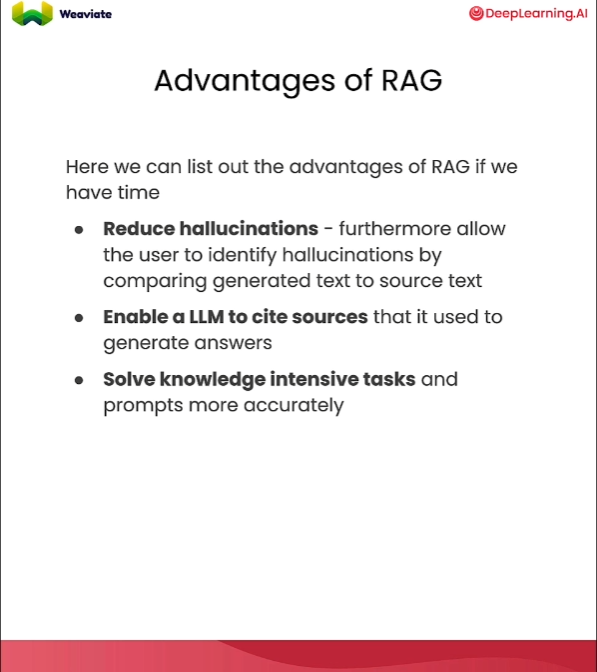 Weaviate
DeepLearning.AI
Advantages of RAG
Here we can list out the advantages of RAG if we
have time
● Reduce hallucinations - furthermore allow
the user to identify hallucinations by
comparing generated text to source text
● Enable a LLM to cite sources that it used to
generate answers
● Solve knowledge intensive tasks and
prompts more accurately